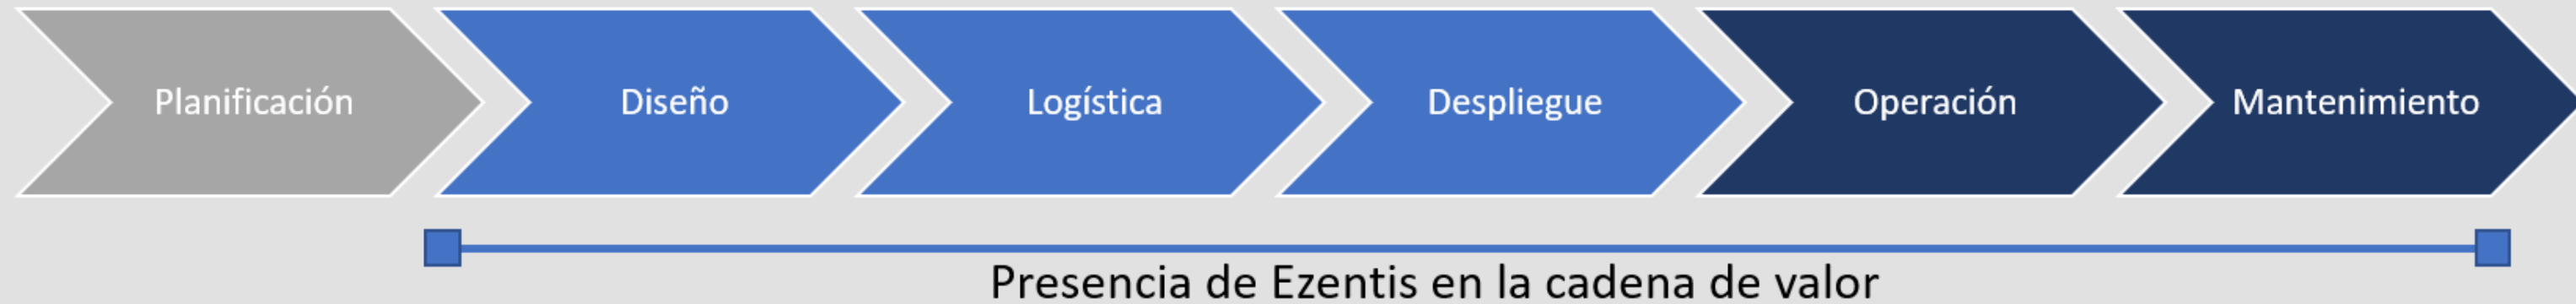 Planificación
Diseño
Logística
Despliegue
Operación
Mantenimiento
Presencia de Ezentis en la cadena de valor